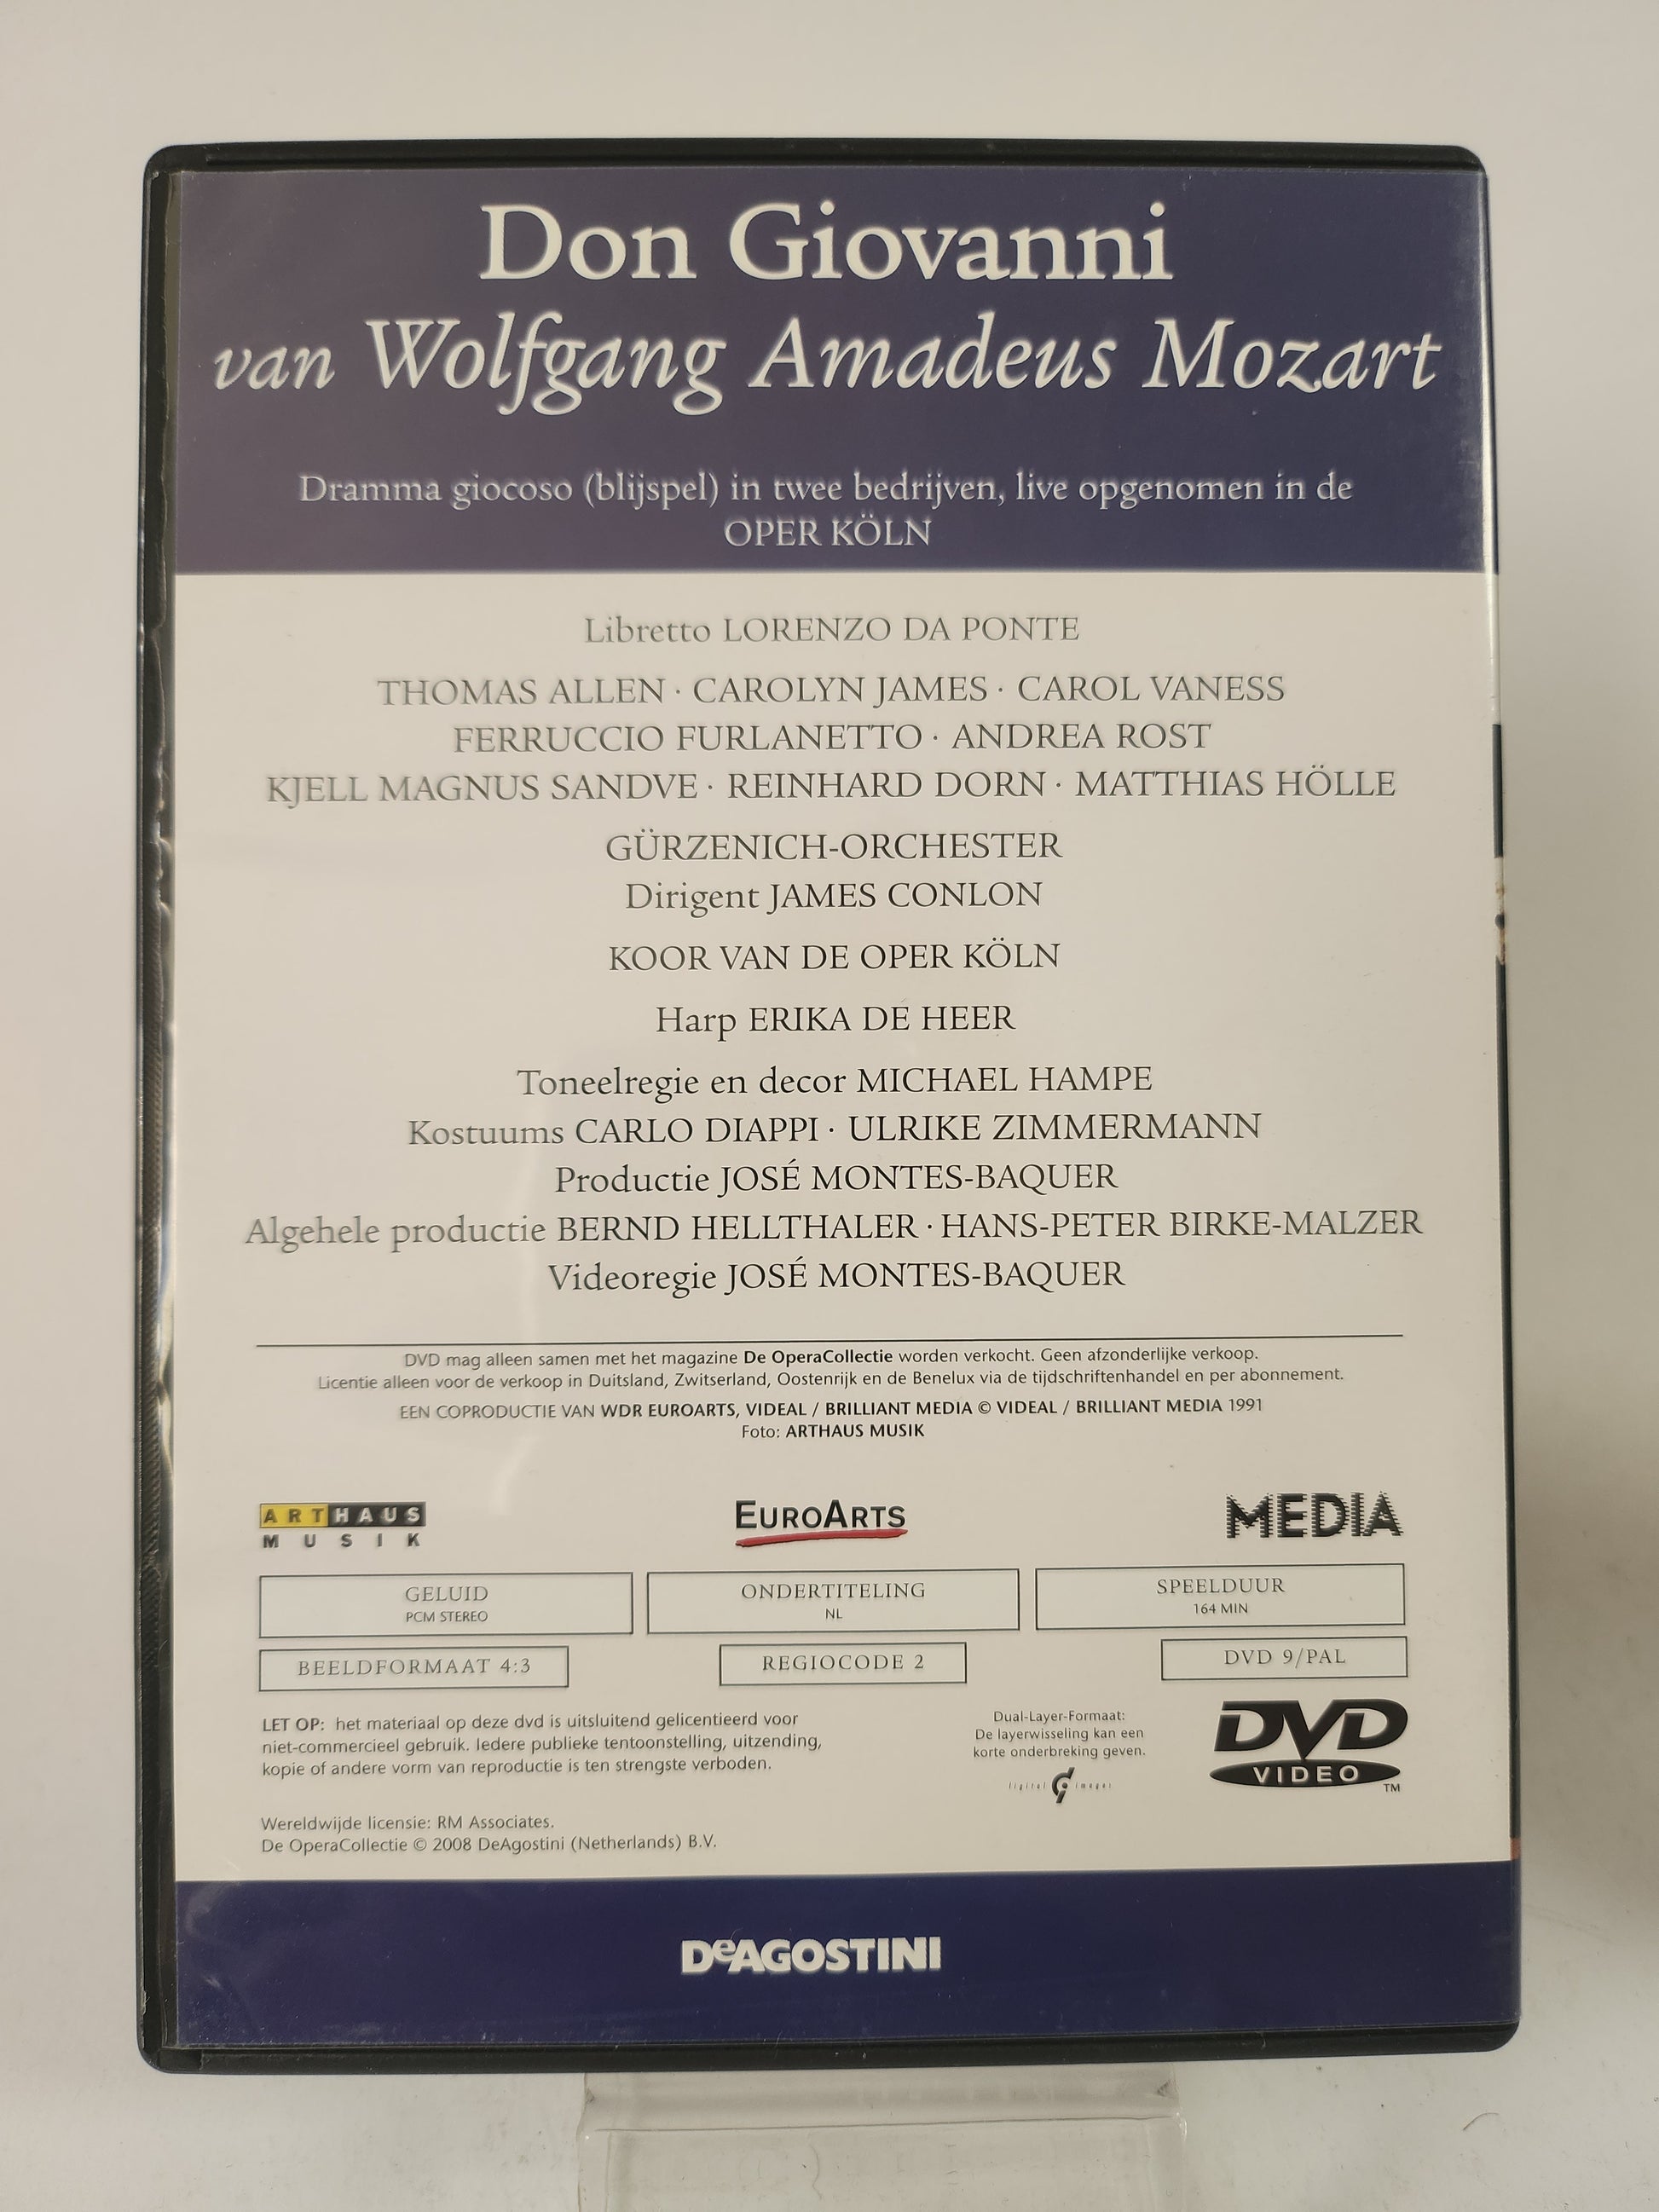 Don Giovanni
van Wolfgang Amadeus Mozart
Dramma giocoso (blijspel) in twee bedrijven, live opgenomen in de
OPER KÖLN
Libretto LORENZO DA PONTE
THOMAS ALLEN · CAROLYN JAMES · CAROL VANESS
FERRUCCIO FURLANETTO · ANDREA ROST
KJELL MAGNUS SANDVE · REINHARD DORN · MATTHIAS HÖLLE
GÜRZENICH-ORCHESTER
Dirigent JAMES CONLON
KOOR VAN DE OPER KÖLN
Harp ERIKA DE HEER
Toneelregie en decor MICHAEL HAMPE
Kostuums CARLO DIAPPI · ULRIKE ZIMMERMANN
Productie JOSÉ MONTES-BAQUER
Algehele productie BERND HELLTHALER · HANS-PETER BIRKE-MALZER
Videoregie JOSÉ MONTES-BAQUER
DVD mag alleen samen met het magazine De OperaCollectie worden verkocht. Geen afzonderlijke verkoop.
Licentie alleen voor de verkoop in Duitsland, Zwitserland, Oostenrijk en de Benelux via de tijdschriftenhandel en per abonnement.
EEN COPRODUCTIE VAN WDR EUROARTS, VIDEAL / BRILLIANT MEDIA © VIDEAL / BRILLIANT MEDIA 1991
Foto: ARTHAUS MUSIK
ARTHAUS
MUSIK
EUROARTS
MEDIA
GELUID
PCM STEREO
ONDERTITELING
NL
SPEELDUUR
164 MIN
BEELDFORMAAT 4:3
REGIOCODE 2
DVD 9/PAL
LET OP: het materiaal op deze dvd is uitsluitend gelicentieerd voor
niet-commercieel gebruik. Iedere publieke tentoonstelling, uitzending,
kopie of andere vorm van reproductie is ten strengste verboden.
Dual-Layer-Formaat:
De layerwisseling kan een
korte onderbreking geven.
digital images
DVD
VIDEO
TM
Wereldwijde licensie: RM Associates.
De OperaCollectie © 2008 DeAgostini (Netherlands) B.V.
DeAGOSTINI